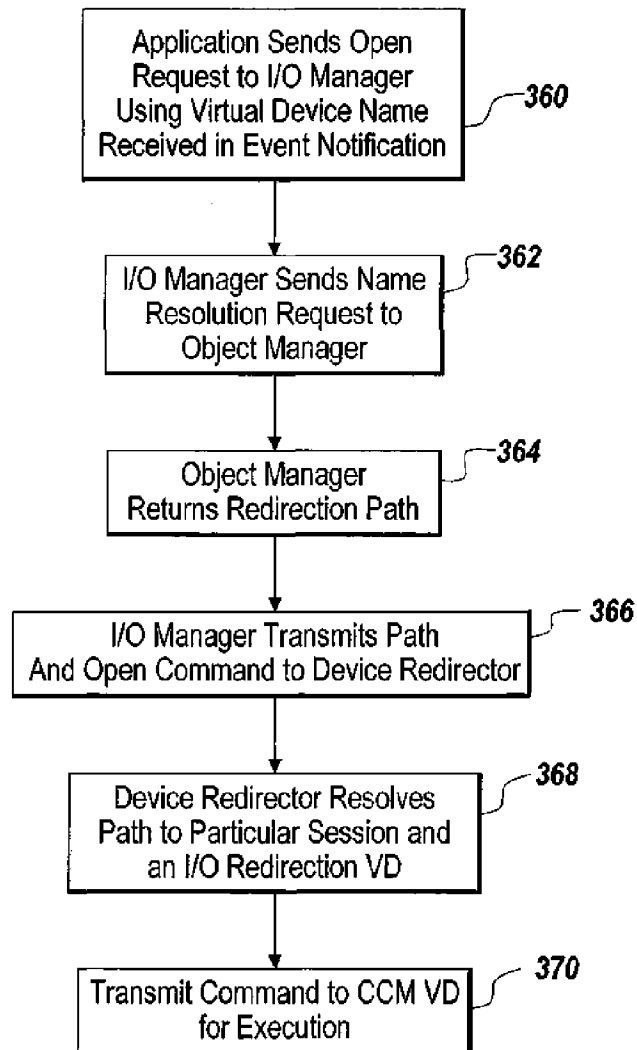 Application Sends Open
Request to I/O Manager
Using Virtual Device Name
Received in Event Notification
360
I/O Manager Sends Name
Resolution Request to
Object Manager
362
Object Manager
Returns Redirection Path
364
I/O Manager Transmits Path
And Open Command to Device Redirector
366
Device Redirector Resolves
Path to Particular Session and
an I/O Redirection VD
368
Transmit Command to CCM VD
for Execution
370